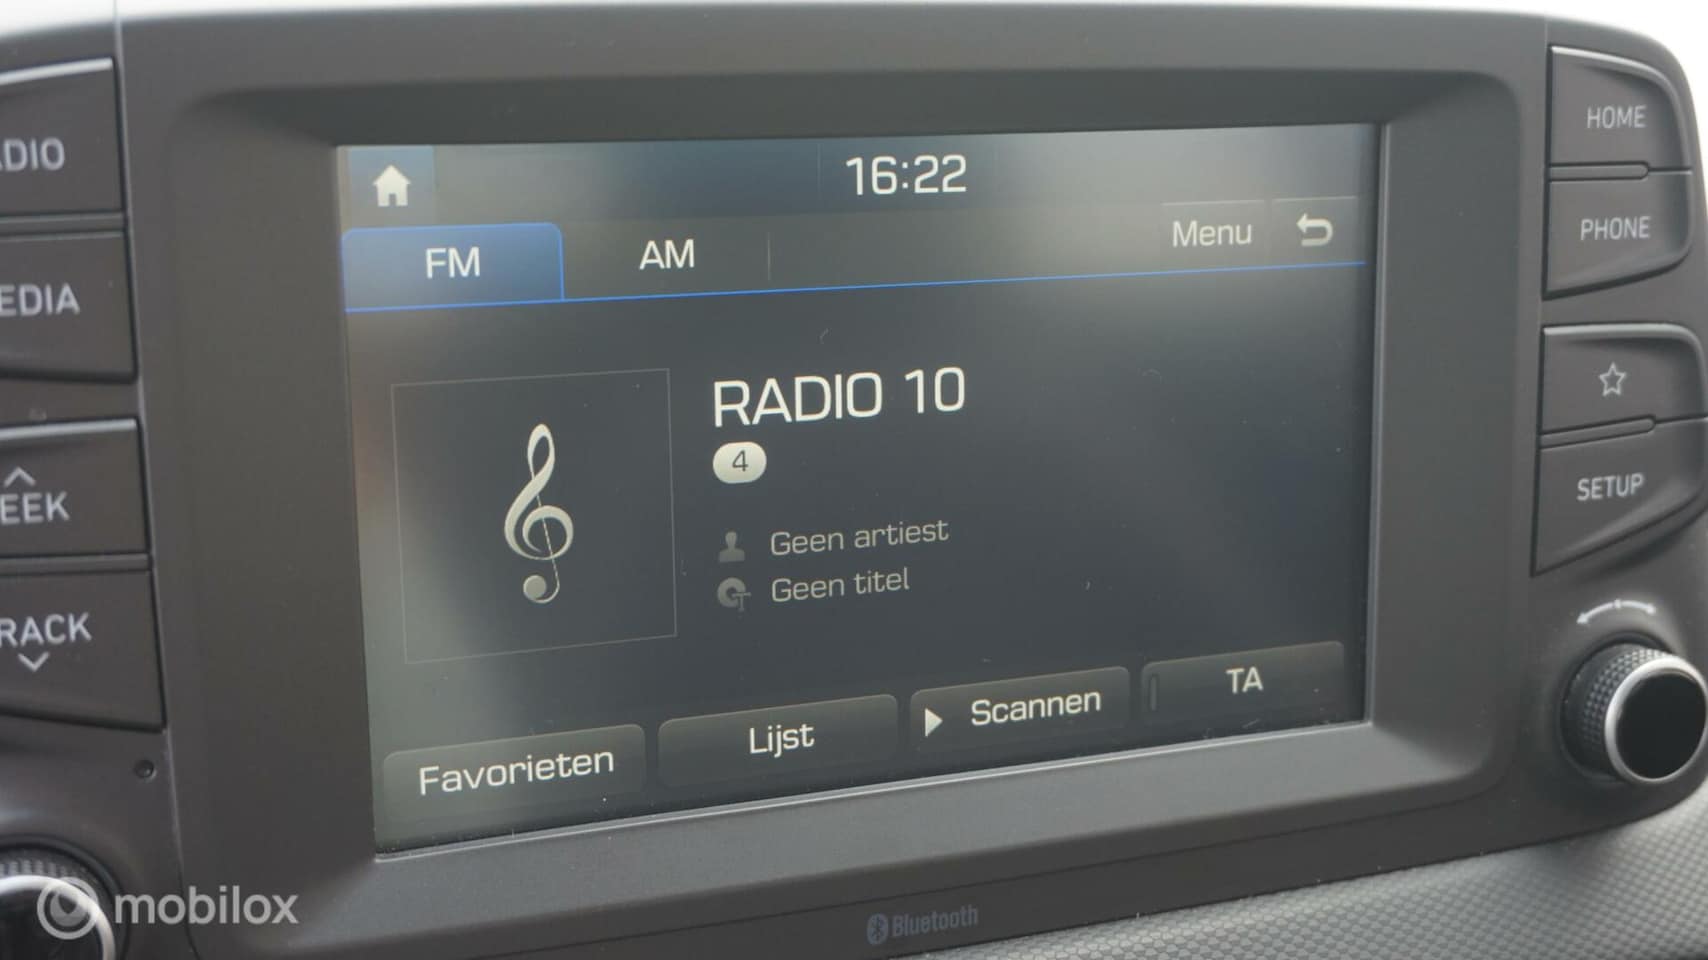 16:22
FM
AM
Menu
RADIO 10
4
Geen artiest
Geen titel
Favorieten
Lijst
Scannen
TA
HOME
PHONE
SETUP
DIO
EDIA
EEK
RACK
Bluetooth
mobilox